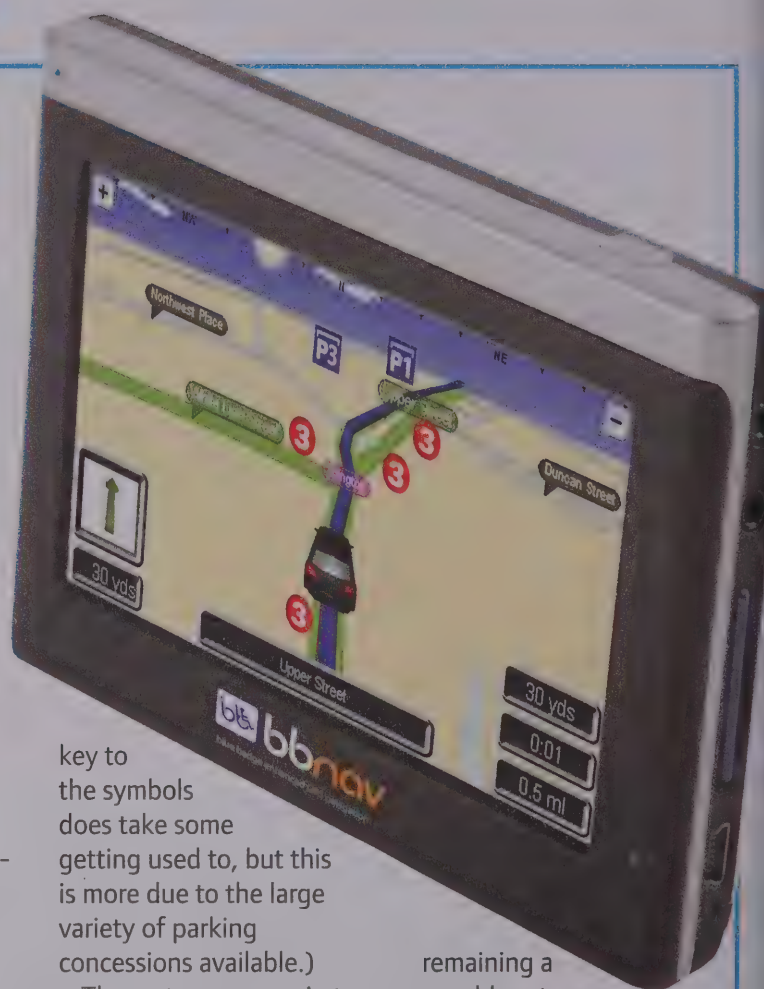 +
NE
Northwest Place
P3
P1
-
3
3
3
Duncan Street
30 yds
3
Upper Street
30 yds
0:01
0.5 ml
bbnav
key to
the symbols
does take some
getting used to, but this
is more due to the large
variety of parking
concessions available.)
remaining a